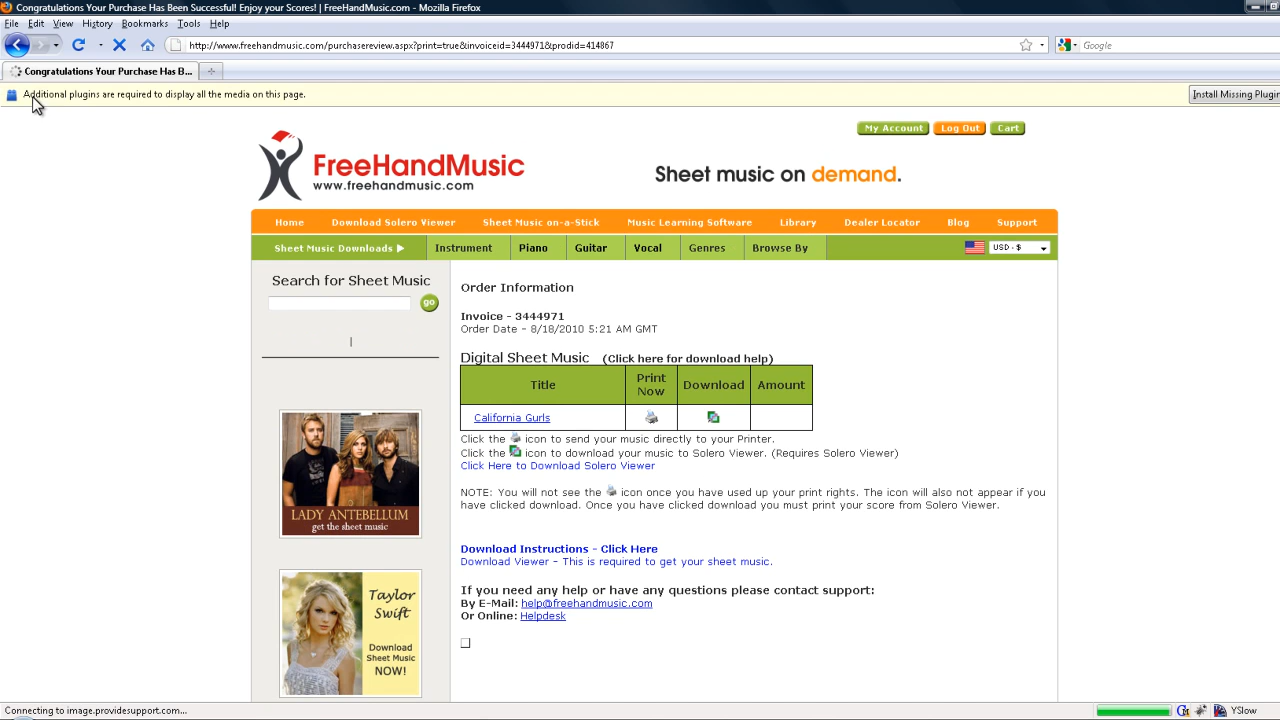 Congratulations Your Purchase Has Been Successful! Enjoy your Scores! | FreeHandMusic.com - Mozilla Firefox
File Edit View History Bookmarks Tools Help
http://www.freehandmusic.com/purchasereview.aspx?print=true&invoiceid=3444971&prodid=414867
Google
Congratulations Your Purchase Has B...
Additional plugins are required to display all the media on this page.
Install Missing Plugin
My Account Log Out Cart
FreeHandMusic
www.freehandmusic.com
Sheet music on demand.
Home Download Solero Viewer Sheet Music on-a-Stick Music Learning Software Library Dealer Locator Blog Support
Sheet Music Downloads Instrument Piano Guitar Vocal Genres Browse By USD - $
Search for Sheet Music
go
|
LADY ANTEBELLUM
get the sheet music
Taylor
Swift
Download
Sheet Music
NOW!
Order Information
Invoice - 3444971
Order Date - 8/18/2010 5:21 AM GMT
Digital Sheet Music (Click here for download help)
Title Print Now Download Amount
California Gurls
Click the icon to send your music directly to your Printer.
Click the icon to download your music to Solero Viewer. (Requires Solero Viewer)
Click Here to Download Solero Viewer
NOTE: You will not see the icon once you have used up your print rights. The icon will also not appear if you
have clicked download. Once you have clicked download you must print your score from Solero Viewer.
Download Instructions - Click Here
Download Viewer - This is required to get your sheet music.
If you need any help or have any questions please contact support:
By E-Mail: help@freehandmusic.com
Or Online: Helpdesk
Connecting to image.providesupport.com...
YSlow